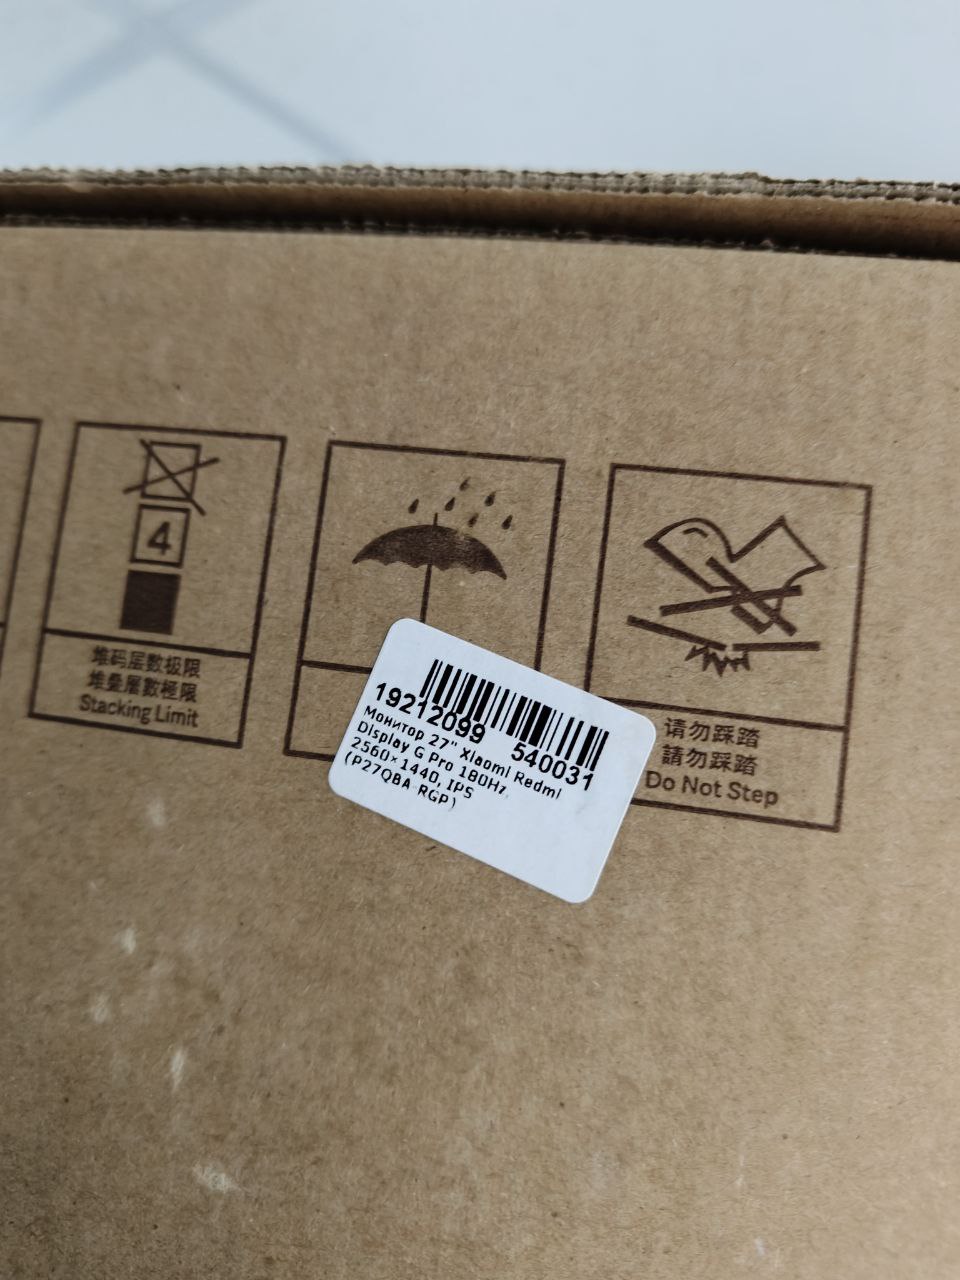 4
堆码层数极限
堆疊層數極限
Stacking Limit
19212099 540031
Монитор 27" Xiaomi Redmi
Display G Pro 180Hz,
2560×1440, IPS
(P27QBA-RGP)
请勿踩踏
請勿踩踏
Do Not Step